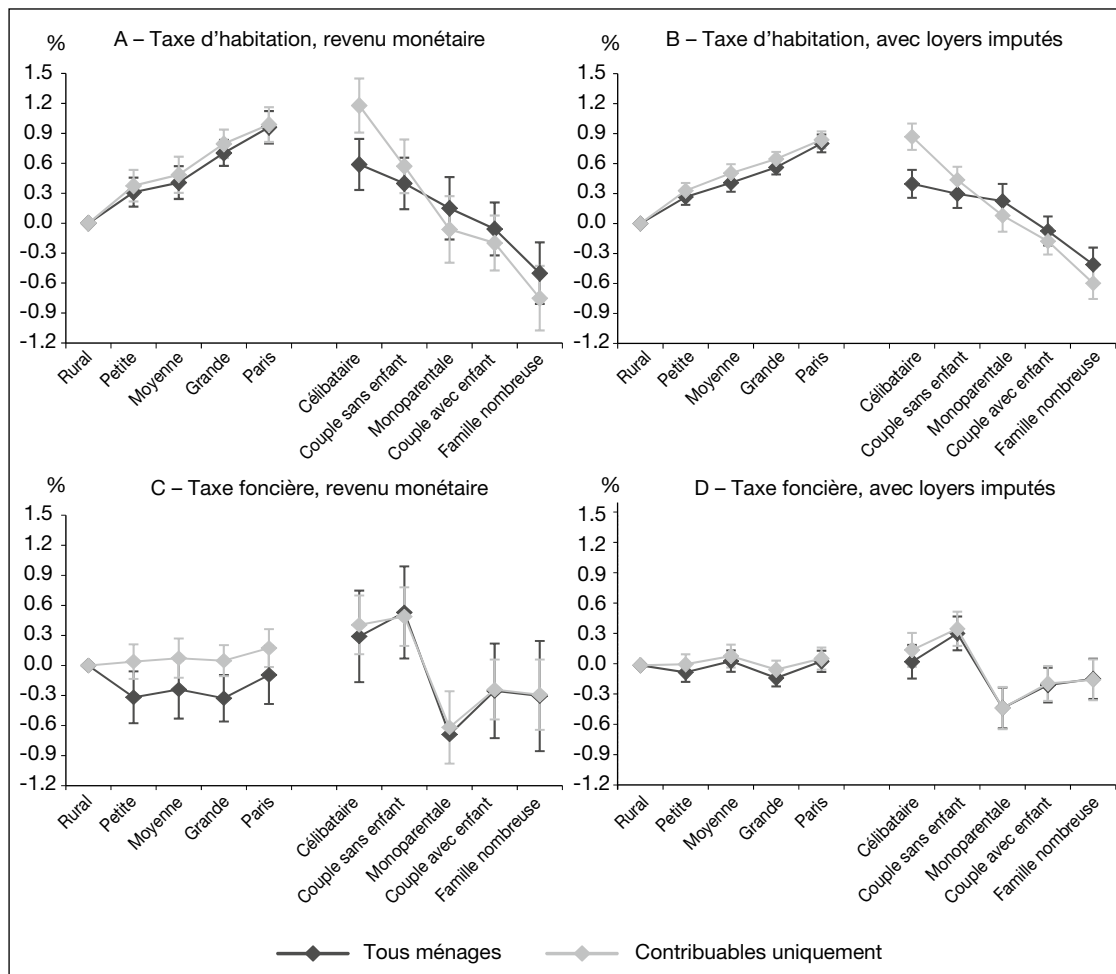 A – Taxe d'habitation, revenu monétaire
%
1.5
1.2
0.9
0.6
0.3
0.0
-0.3
-0.6
-0.9
-1.2
Rural
Petite
Moyenne
Grande
Paris
Célibataire
Couple sans enfant
Monoparentale
Couple avec enfant
Famille nombreuse
B – Taxe d'habitation, avec loyers imputés
%
1.5
1.2
0.9
0.6
0.3
0.0
-0.3
-0.6
-0.9
-1.2
Rural
Petite
Moyenne
Grande
Paris
Célibataire
Couple sans enfant
Monoparentale
Couple avec enfant
Famille nombreuse
C – Taxe foncière, revenu monétaire
%
1.5
1.2
0.9
0.6
0.3
0.0
-0.3
-0.6
-0.9
-1.2
Rural
Petite
Moyenne
Grande
Paris
Célibataire
Couple sans enfant
Monoparentale
Couple avec enfant
Famille nombreuse
D – Taxe foncière, avec loyers imputés
%
1.5
1.2
0.9
0.6
0.3
0.0
-0.3
-0.6
-0.9
-1.2
Rural
Petite
Moyenne
Grande
Paris
Célibataire
Couple sans enfant
Monoparentale
Couple avec enfant
Famille nombreuse
Tous ménages
Contribuables uniquement